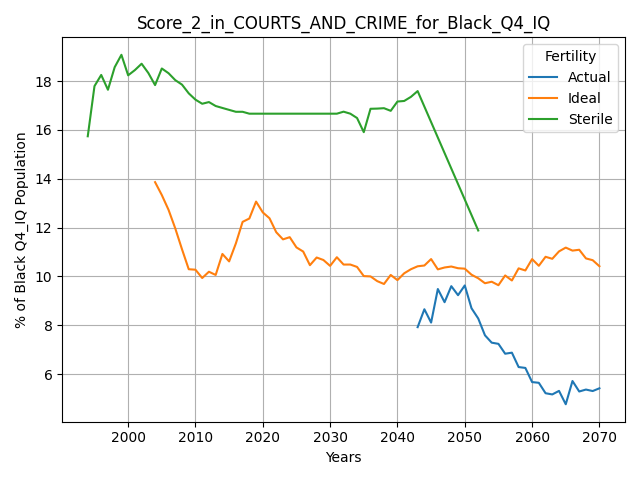 Score_2_in_COURTS_AND_CRIME_for_Black_Q4_IQ
Fertility
Actual
Ideal
Sterile
% of Black Q4_IQ Population
18
16
14
12
10
8
6
2000 2010 2020 2030 2040 2050 2060 2070
Years